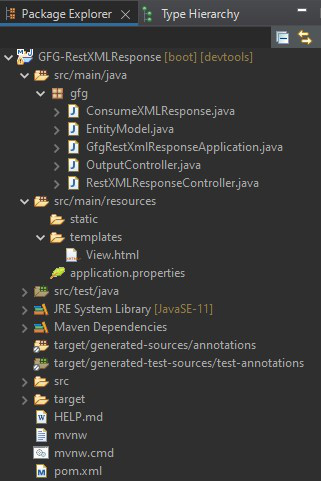 Package Explorer Type Hierarchy
GFG-RestXMLResponse [boot] [devtools]
src/main/java
gfg
ConsumeXMLResponse.java
EntityModel.java
GfgRestXmlResponseApplication.java
OutputController.java
RestXMLResponseController.java
src/main/resources
static
templates
View.html
application.properties
src/test/java
JRE System Library [JavaSE-11]
Maven Dependencies
target/generated-sources/annotations
target/generated-test-sources/test-annotations
src
target
HELP.md
mvnw
mvnw.cmd
pom.xml